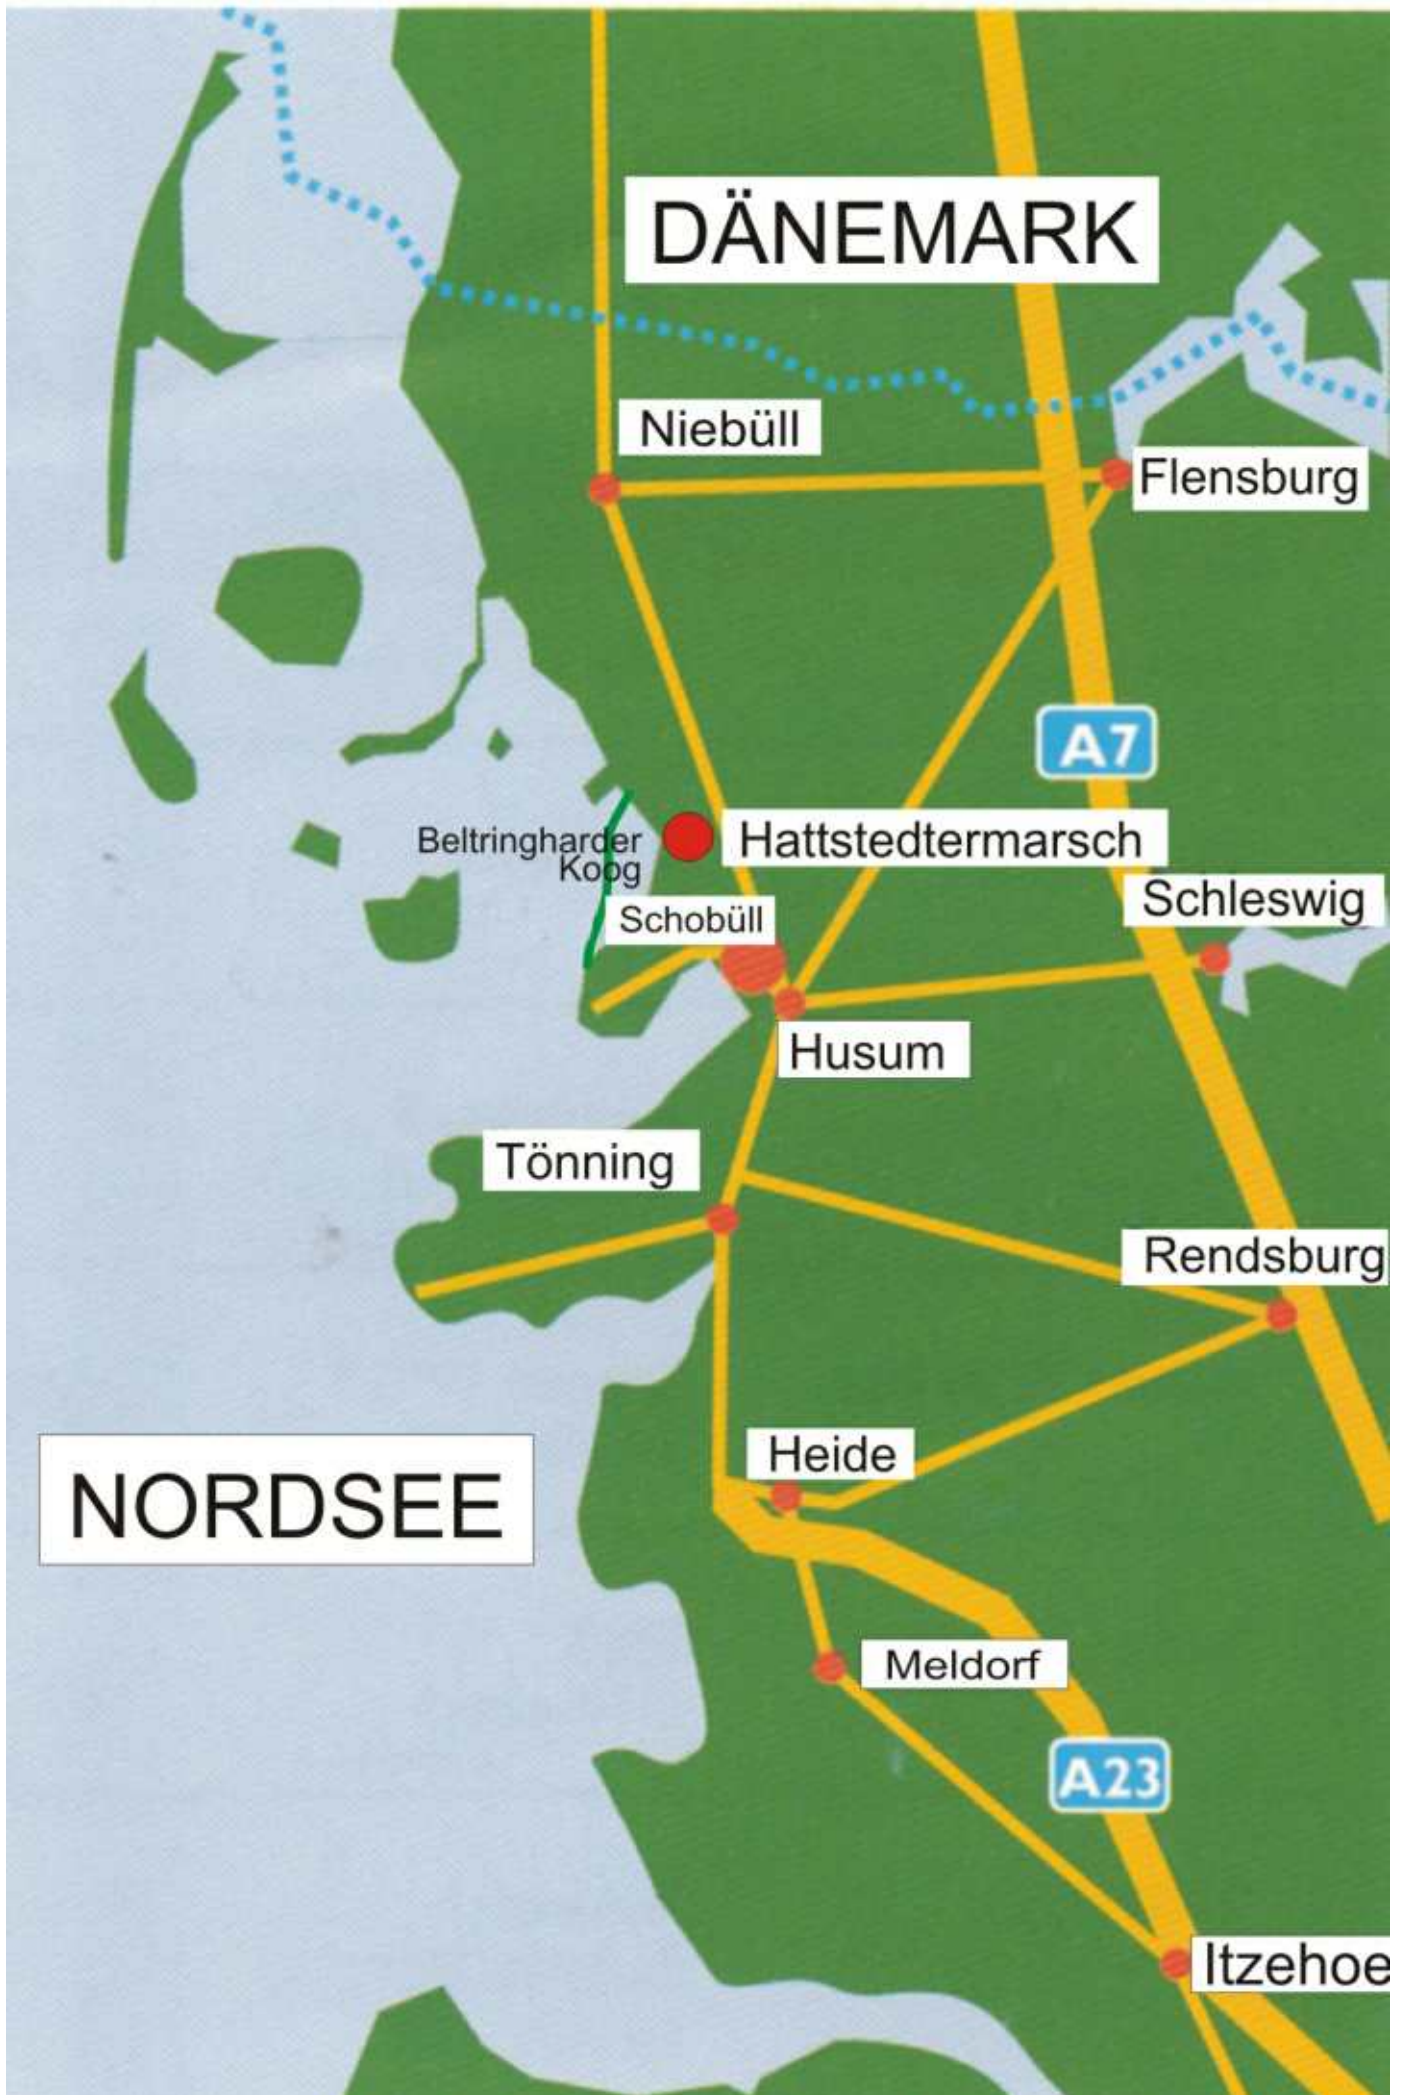 DÄNEMARK
Niebüll
Flensburg
A7
Beltringharder
Koog
Hattstedtermarsch
Schobüll
Schleswig
Husum
Tönning
Rendsburg
NORDSEE
Heide
Meldorf
A23
Itzehoe